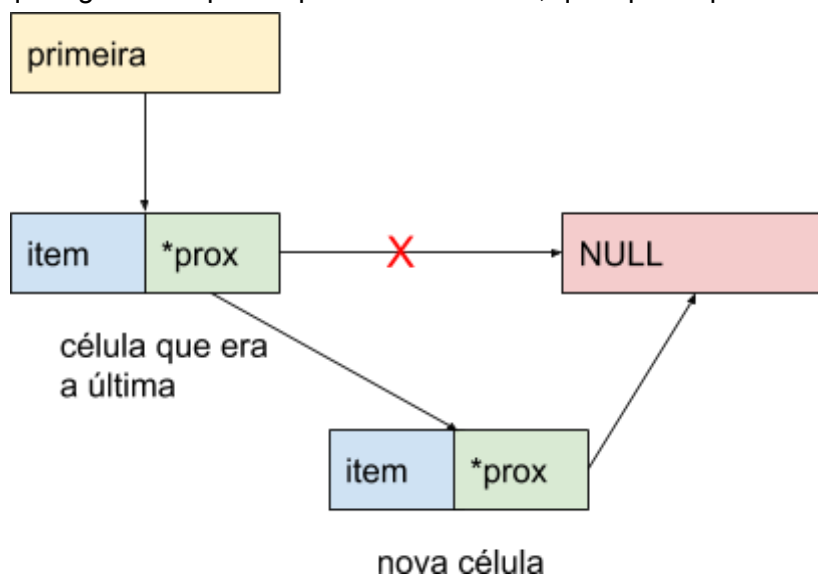 primeira
item *prox X NULL
célula que era
a última
item *prox
nova célula